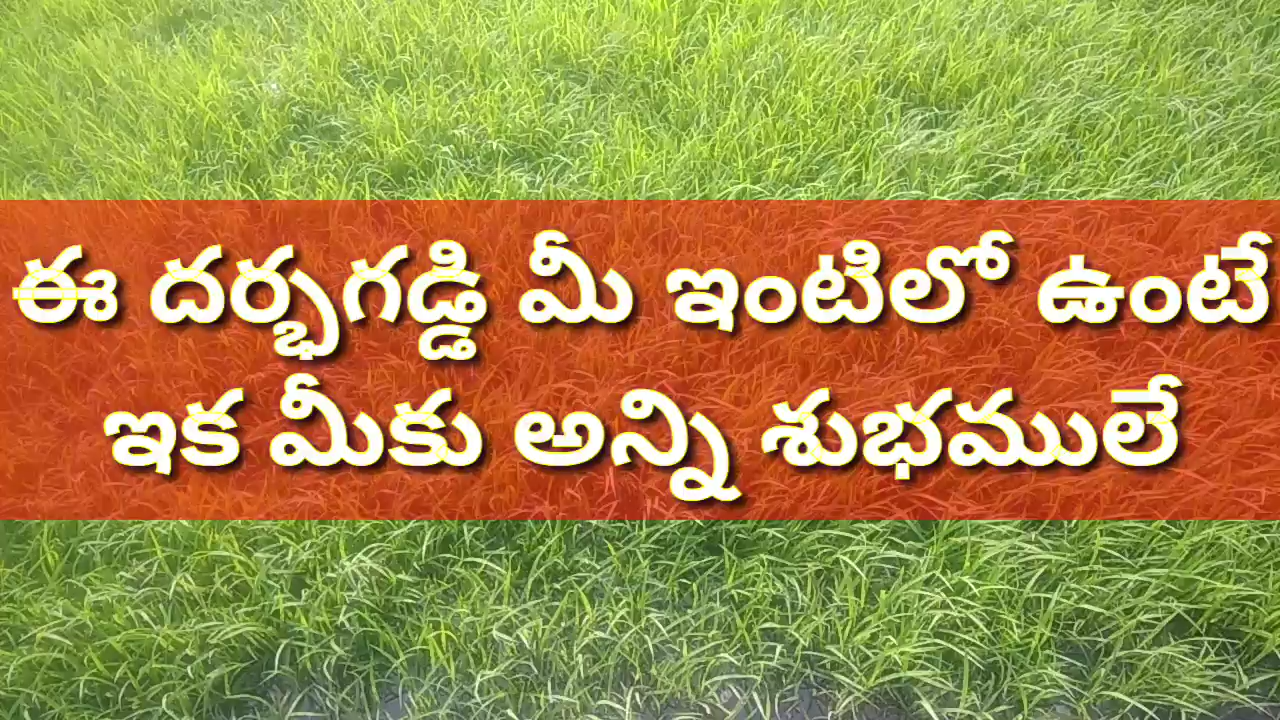 ఈ దర్భగడ్డి మీ ఇంటిలో ఉంటే
ఇక మీకు అన్ని శుభములే